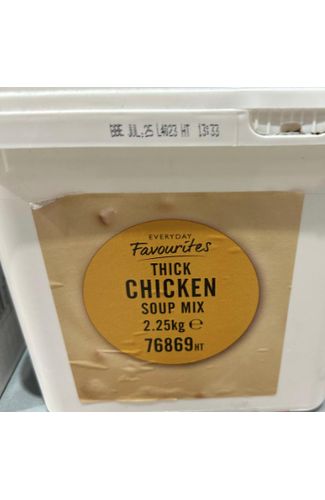 BBE JUL:25 L4023 HT 13:33
EVERYDAY
Favourites
THICK
CHICKEN
SOUP MIX
2.25kg ℮
76869HT